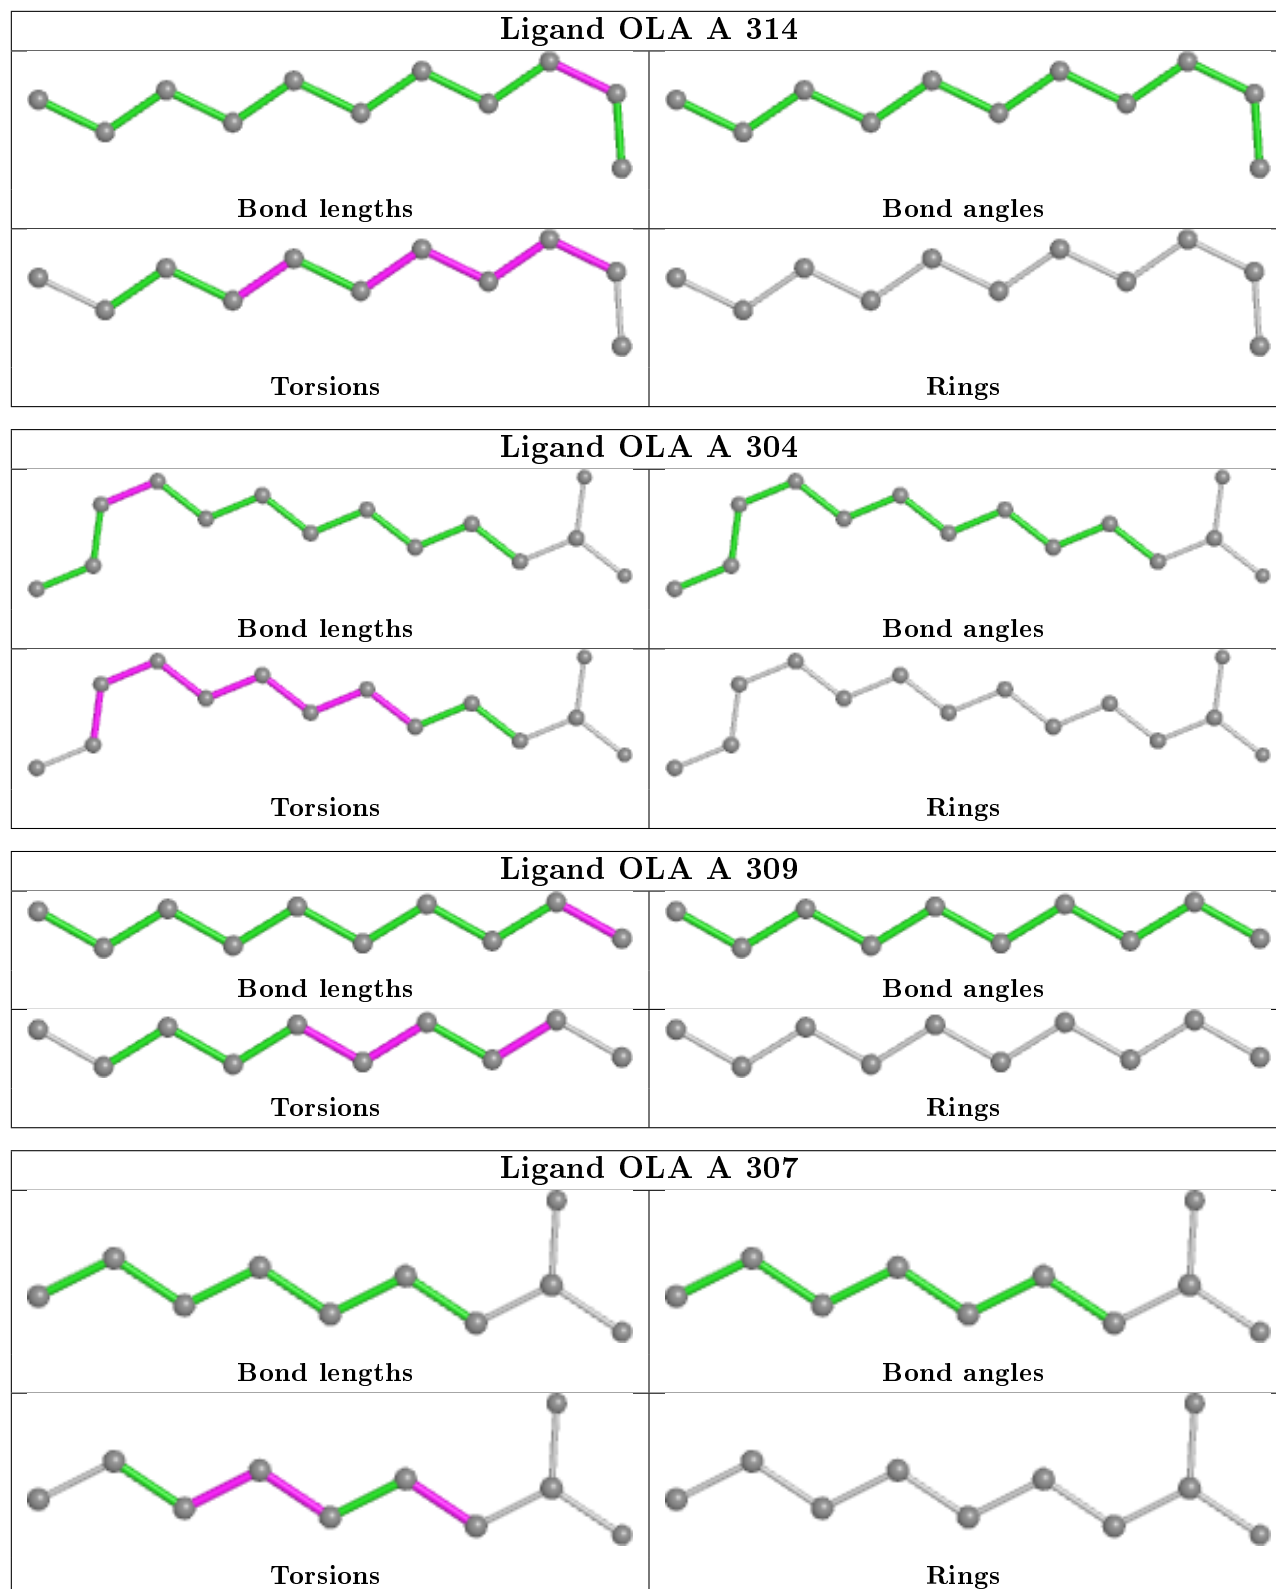 Ligand OLA A 314
Bond lengths
Bond angles
Torsions
Rings
Ligand OLA A 304
Bond lengths
Bond angles
Torsions
Rings
Ligand OLA A 309
Bond lengths
Bond angles
Torsions
Rings
Ligand OLA A 307
Bond lengths
Bond angles
Torsions
Rings